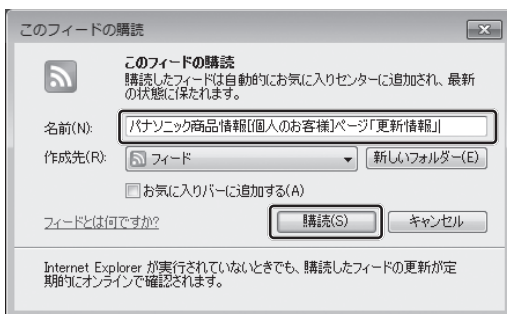 このフィードの購読
このフィードの購読
購読したフィードは自動的にお気に入りセンターに追加され、最新
の状態に保たれます。
名前(N): パナソニック商品情報[個人のお客様]ページ「更新情報」
作成先(R): フィード 新しいフォルダー(E)
お気に入りバーに追加する(A)
フィードとは何ですか? 購読(S) キャンセル
Internet Explorer が実行されていないときでも、購読したフィードの更新が定
期的にオンラインで確認されます。